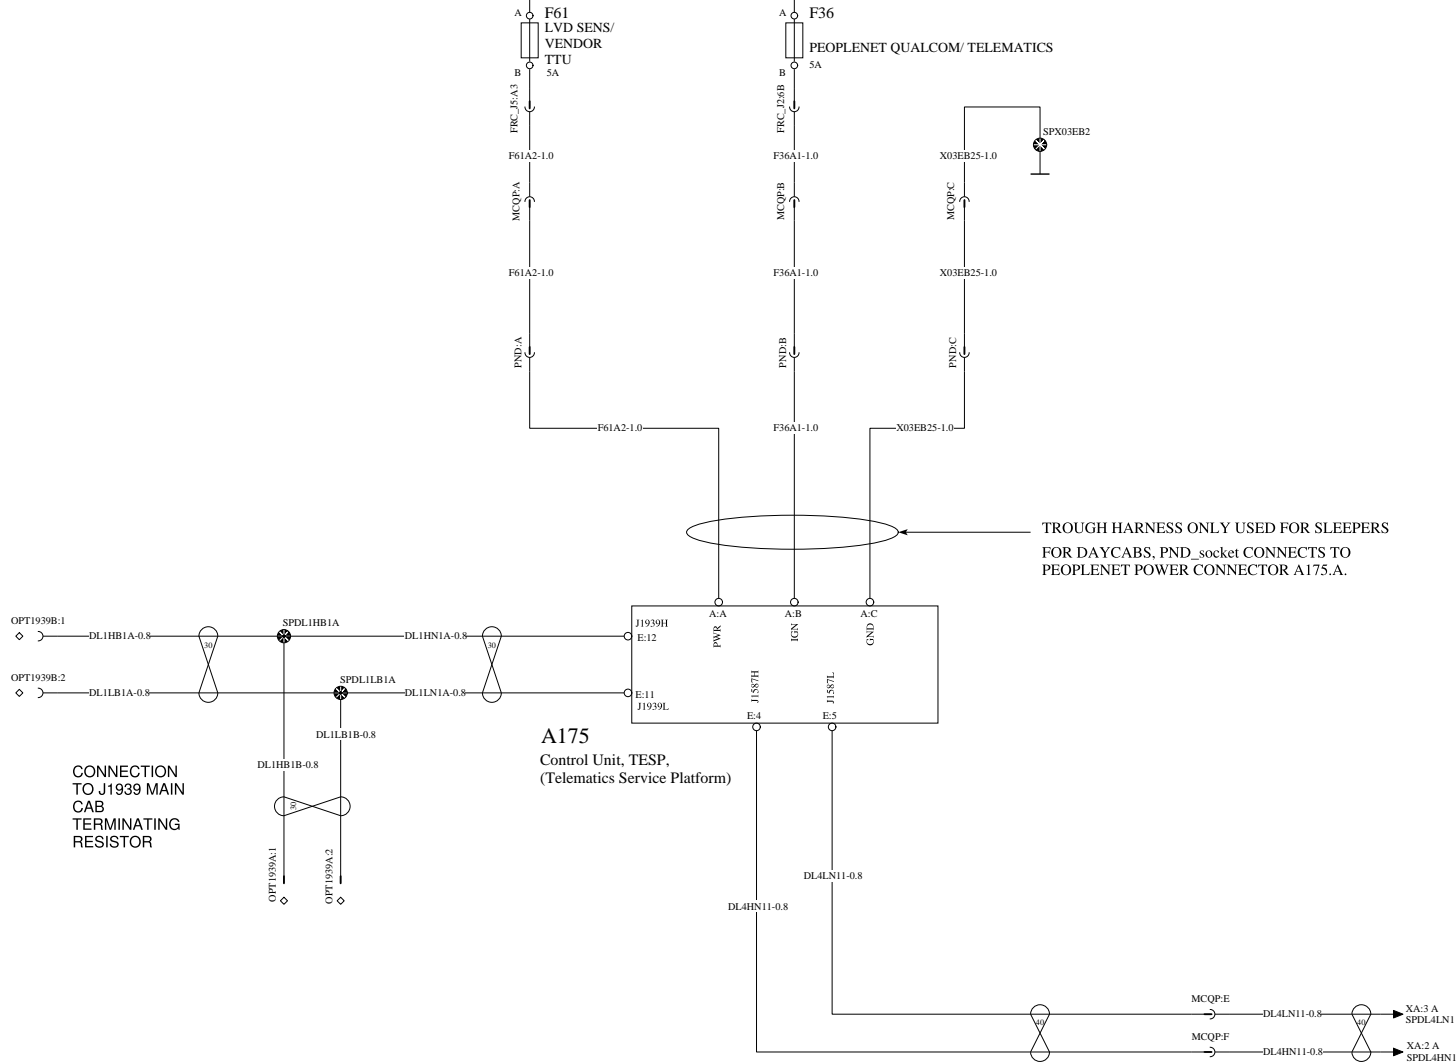 A F61
LVD SENS/
VENDOR
TTU
B 5A
A F36
PEOPLENET QUALCOM/ TELEMATICS
B 5A
FRC_J5:A3
FRC_J2:6B
SPX03EB2
F61A2-1.0
F36A1-1.0
X03EB25-1.0
MCQP:A
MCQP:B
MCQP:C
F61A2-1.0
F36A1-1.0
X03EB25-1.0
PND:A
PND:B
PND:C
F61A2-1.0
F36A1-1.0
X03EB25-1.0
TROUGH HARNESS ONLY USED FOR SLEEPERS
FOR DAYCABS, PND_socket CONNECTS TO
PEOPLENET POWER CONNECTOR A175.A.
OPT1939B:1
DL1HB1A-0.8
30
SPDL1HB1A
DL1HN1A-0.8
30
J1939H
E:12
A:A
PWR
A:B
IGN
A:C
GND
OPT1939B:2
DL1LB1A-0.8
SPDL1LB1A
DL1LN1A-0.8
E:11
J1939L
J1587H
E:4
J1587L
E:5
DL1LB1B-0.8
DL1HB1B-0.8
30
OPT1939A:1
OPT1939A:2
A175
Control Unit, TESP,
(Telematics Service Platform)
CONNECTION
TO J1939 MAIN
CAB
TERMINATING
RESISTOR
DL4LN11-0.8
DL4HN11-0.8
40
MCQP:E
DL4LN11-0.8
40
XA:3 A
SPDL4LN1
MCQP:F
DL4HN11-0.8
XA:2 A
SPDL4HN1